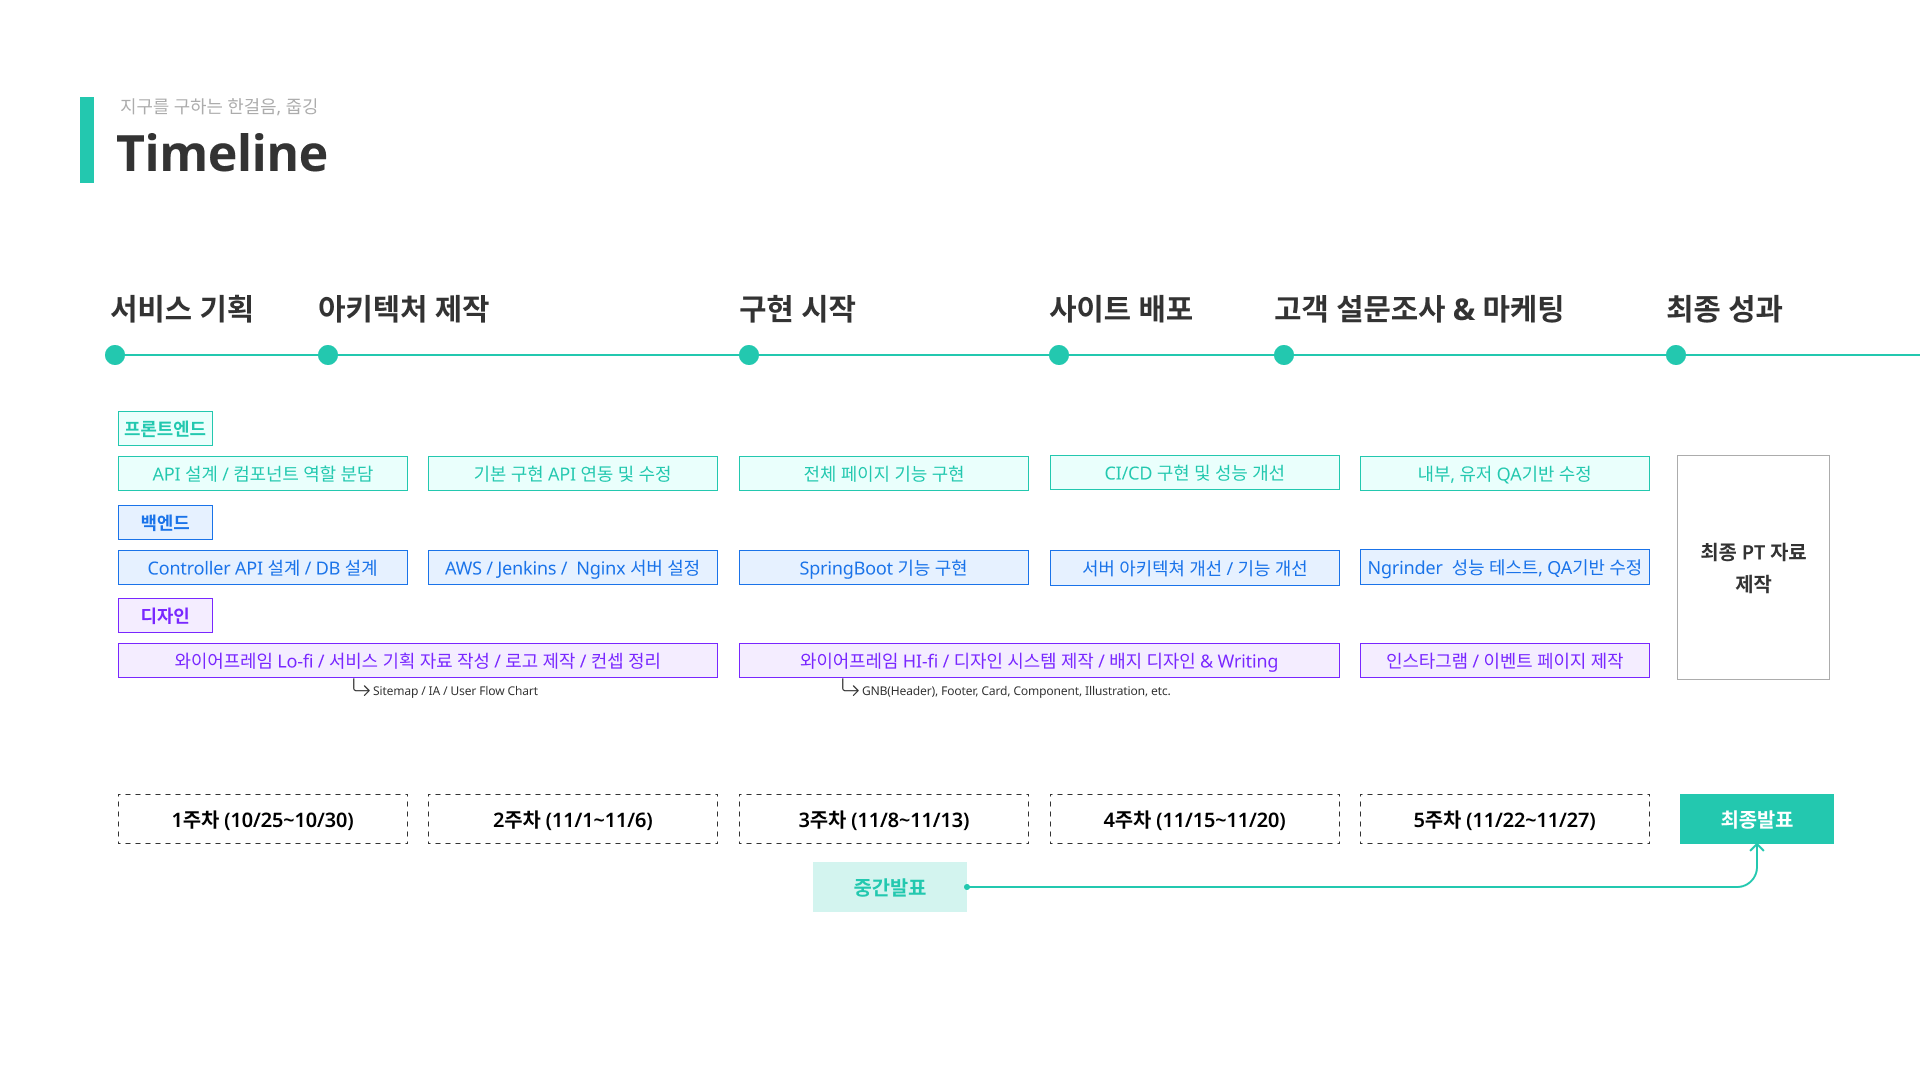 지구를 구하는 한걸음, 줍깅
Timeline
서비스 기획
아키텍처 제작
구현 시작
사이트 배포
고객 설문조사 & 마케팅
최종 성과
프론트엔드
API 설계 / 컴포넌트 역할 분담
기본 구현 API 연동 및 수정
전체 페이지 기능 구현
CI/CD 구현 및 성능 개선
내부, 유저 QA기반 수정
백엔드
Controller API 설계 / DB 설계
AWS / Jenkins /  Nginx 서버 설정
SpringBoot 기능 구현
서버 아키텍쳐 개선 / 기능 개선
Ngrinder  성능 테스트, QA기반 수정
최종 PT 자료
제작
디자인
와이어프레임 Lo-fi / 서비스 기획 자료 작성 / 로고 제작 / 컨셉 정리
와이어프레임 HI-fi / 디자인 시스템 제작 / 배지 디자인 & Writing
인스타그램 / 이벤트 페이지 제작
Sitemap / IA / User Flow Chart
GNB(Header), Footer, Card, Component, Illustration, etc.
1주차 (10/25~10/30)
2주차 (11/1~11/6)
3주차 (11/8~11/13)
4주차 (11/15~11/20)
5주차 (11/22~11/27)
최종발표
중간발표